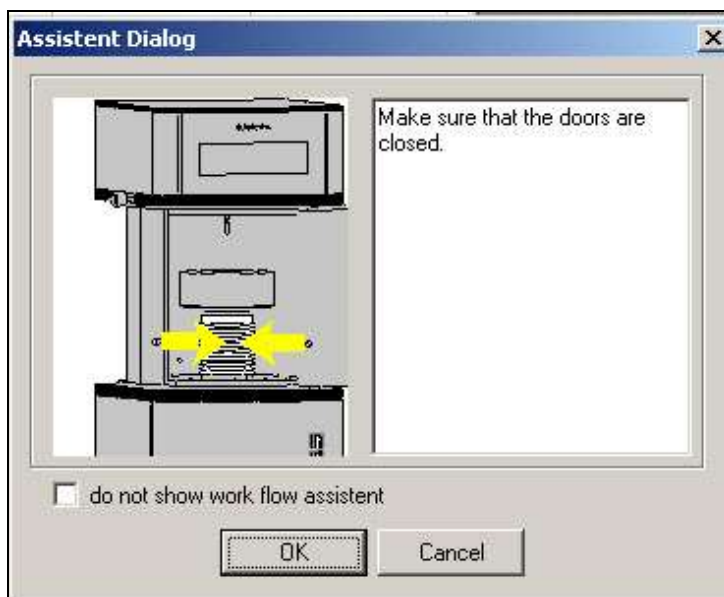 Assistent Dialog
Make sure that the doors are
closed.
do not show work flow assistent
OK
Cancel